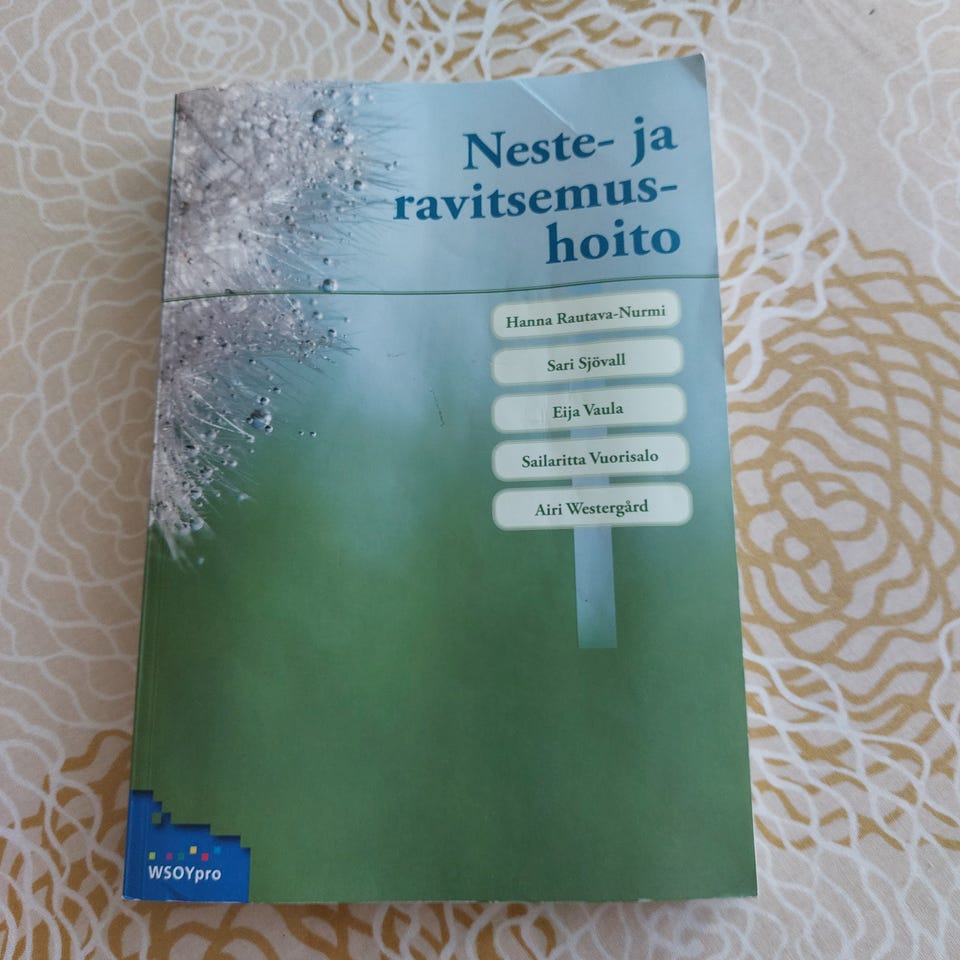 Neste- ja
ravitsemus-
hoito
Hanna Rautava-Nurmi
Sari Sjövall
Eija Vaula
Sailaritta Vuorisalo
Airi Westergård
WSOYpro